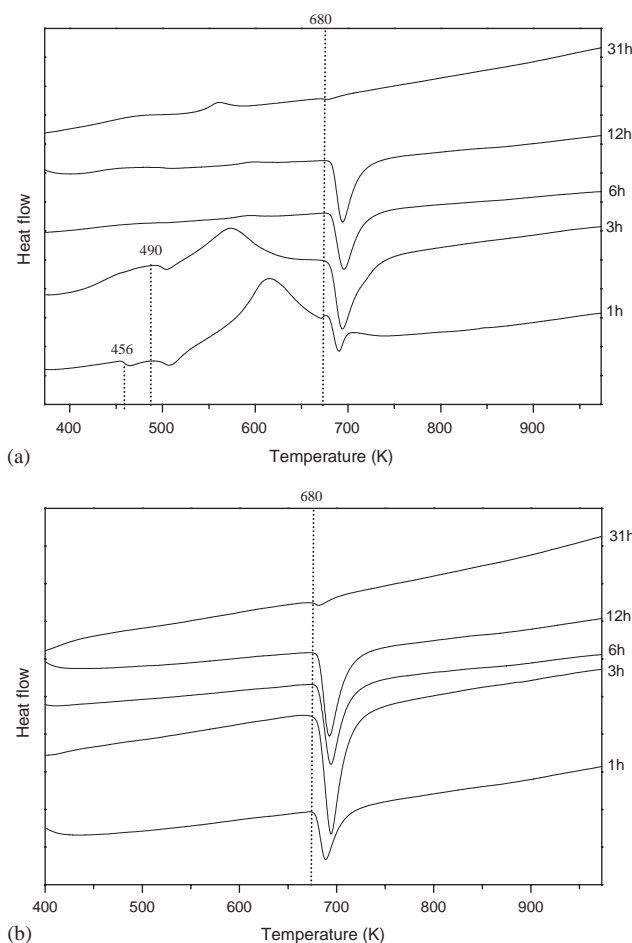 680
31h
12h
6h
3h
1h
490
456
Heat flow
400 500 600 700 800 900
Temperature (K)
(a)
680
31h
12h
6h
3h
1h
Heat flow
400 500 600 700 800 900
Temperature (K)
(b)